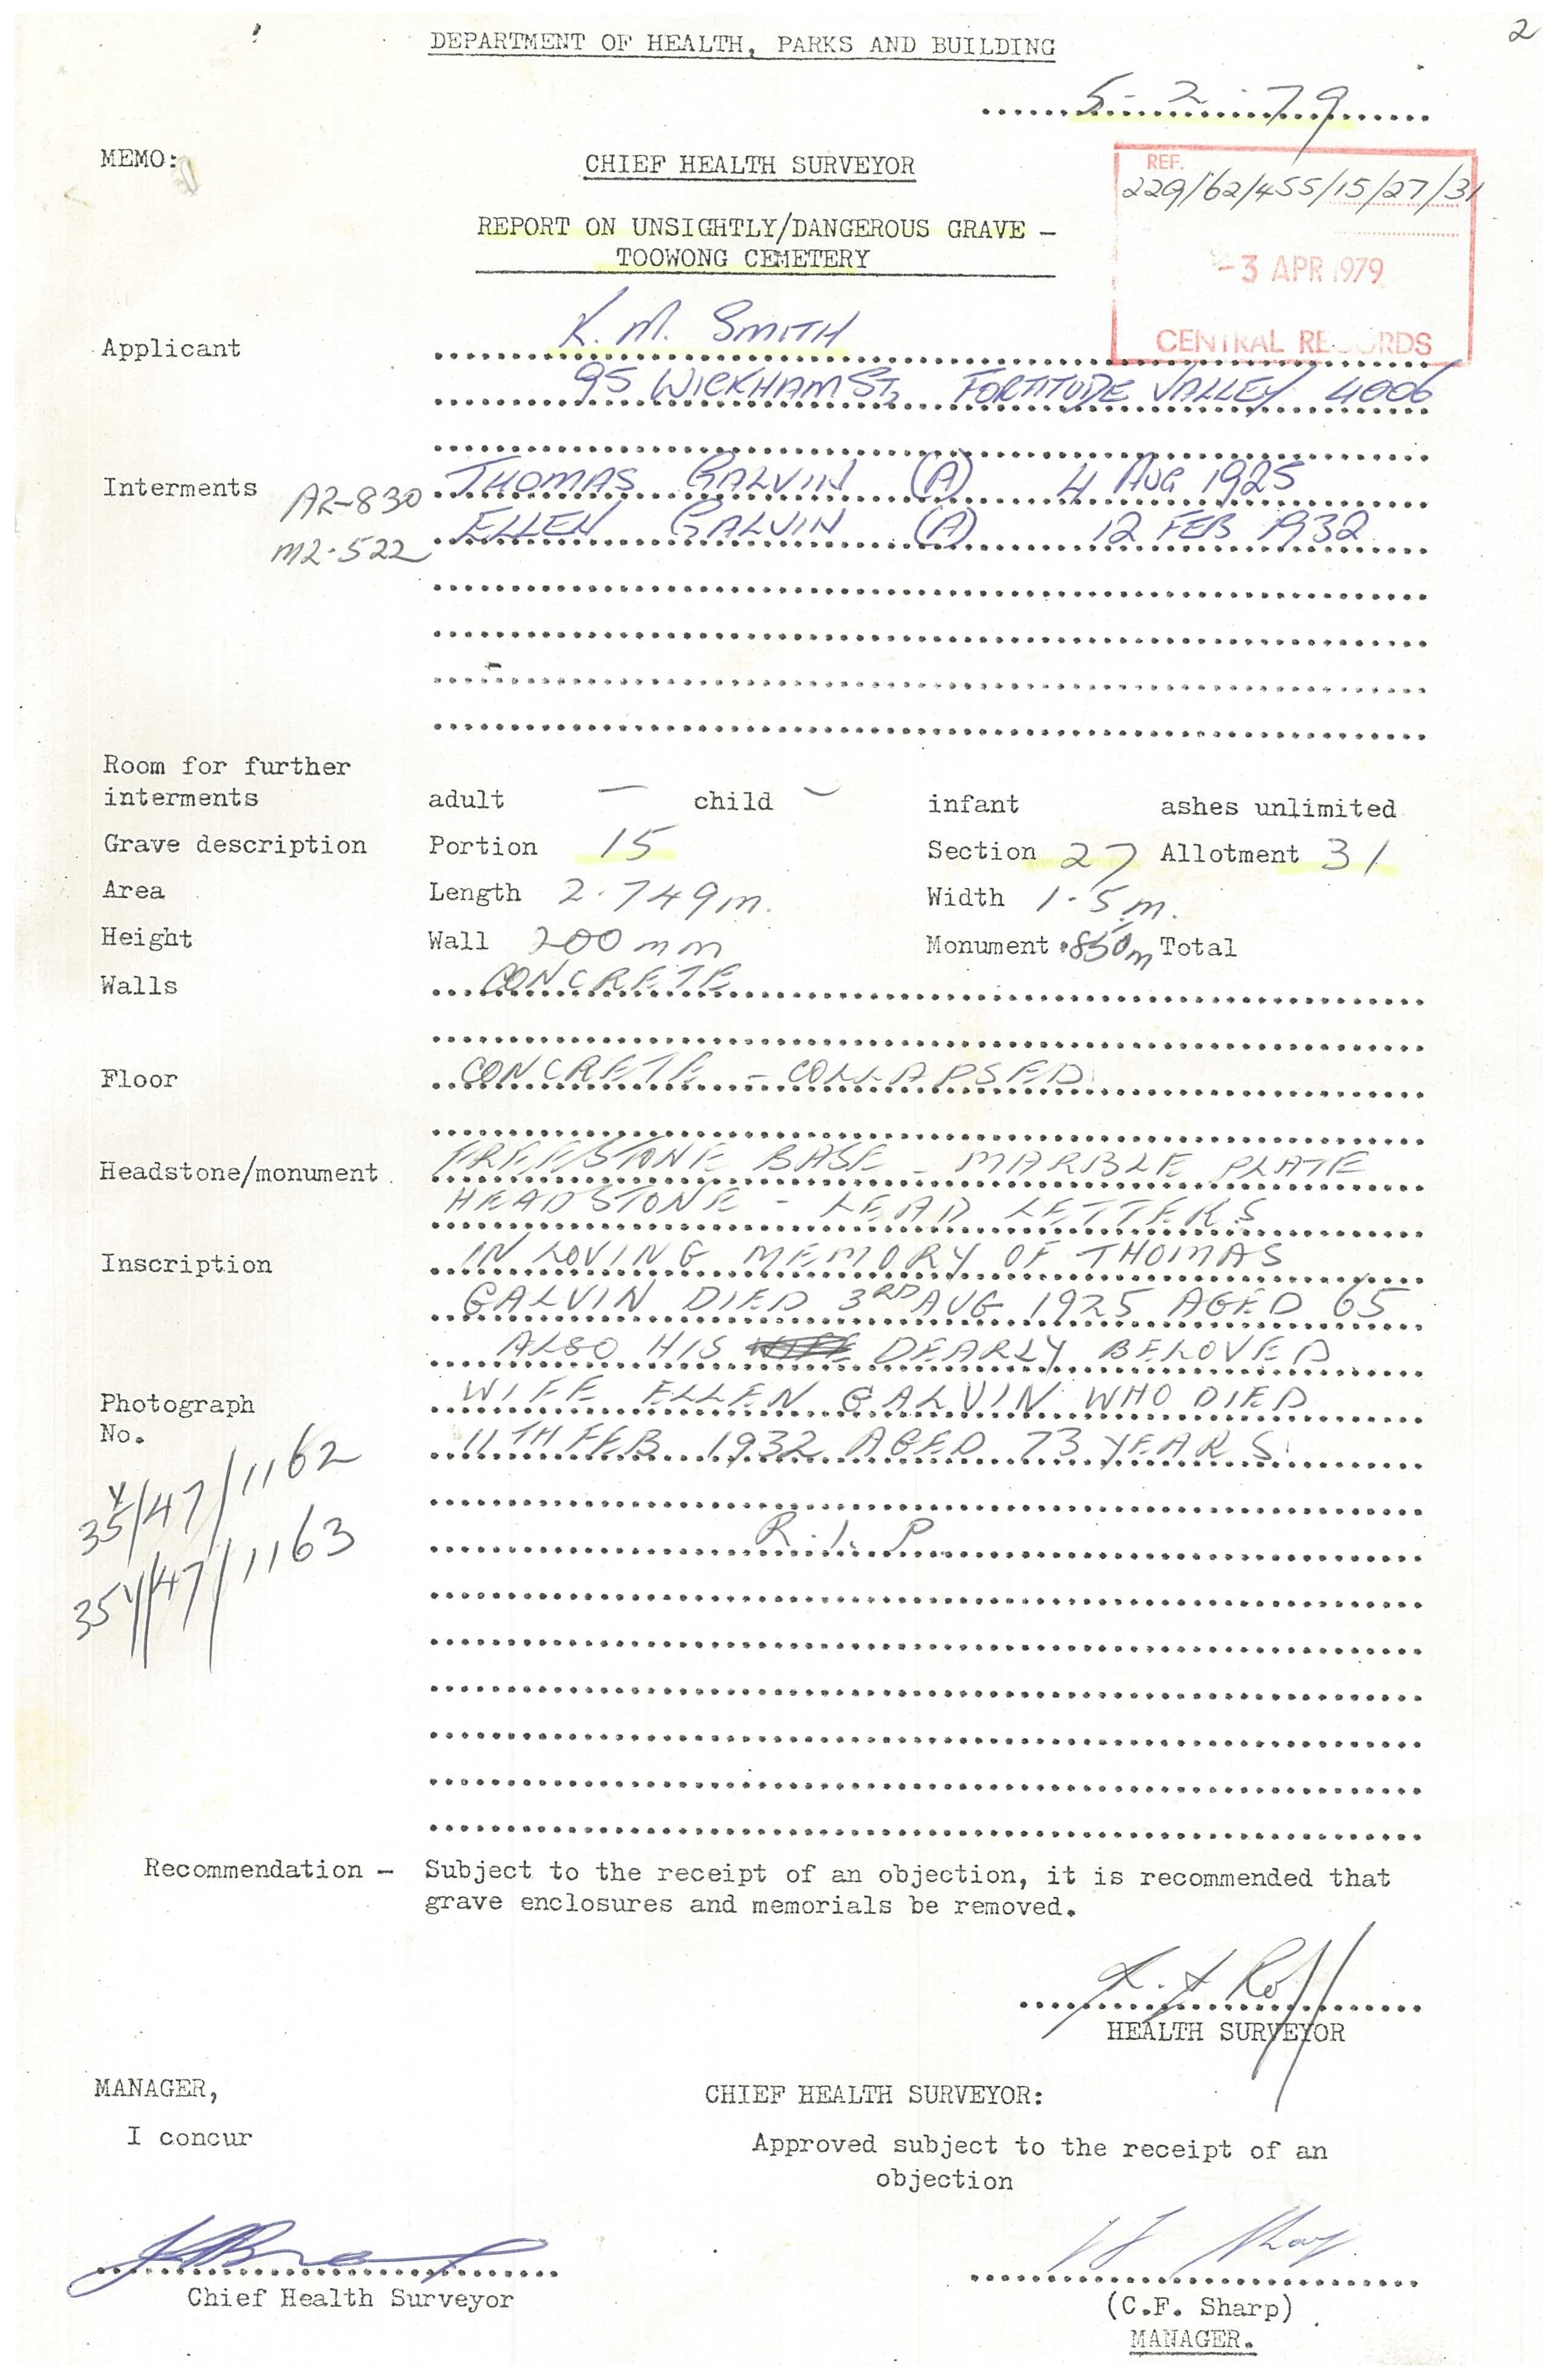 2
DEPARTMENT OF HEALTH, PARKS AND BUILDING
5-2-79
MEMO:
CHIEF HEALTH SURVEYOR
REF.
229/62/455/15/27/31
REPORT ON UNSIGHTLY/DANGEROUS GRAVE -
TOOWONG CEMETERY
-3 APR 1979
CENTRAL RECORDS
Applicant K. M. SMITH
95 WICKHAM ST, FORTITUDE VALLEY 4006
Interments A2-830 THOMAS GALVIN (A) 4 AUG 1925
M2-522 ELLEN GALVIN (A) 12 FEB 1932
Room for further
interments adult - child - infant ashes unlimited
Grave description Portion 15 Section 27 Allotment 31
Area Length 2.749m. Width 1.5m.
Height Wall 200mm Monument .850m Total
Walls CONCRETE
Floor CONCRETE - COLLAPSED
Headstone/monument FREESTONE BASE - MARBLE PLATE
HEADSTONE - LEAD LETTERS
Inscription IN LOVING MEMORY OF THOMAS
GALVIN DIED 3RD AUG 1925 AGED 65
ALSO HIS DEARLY BELOVED
Photograph WIFE ELLEN GALVIN WHO DIED
No. 11TH FEB 1932 AGED 73 YEARS
35Y/47/1162
R.I.P.
35Y/47/1163
Recommendation - Subject to the receipt of an objection, it is recommended that
grave enclosures and memorials be removed.
HEALTH SURVEYOR
MANAGER,
CHIEF HEALTH SURVEYOR:
I concur
Approved subject to the receipt of an
objection
Chief Health Surveyor
(C.F. Sharp)
MANAGER.